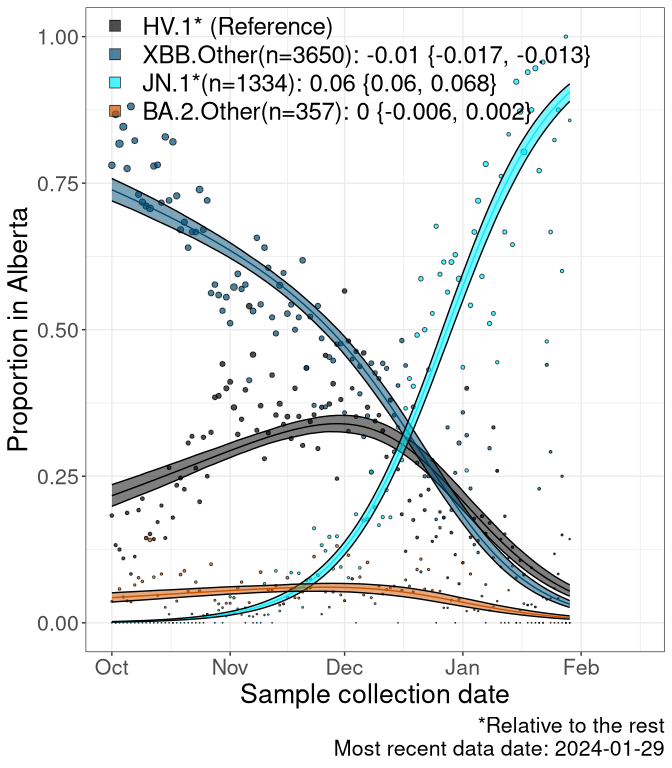 HV.1* (Reference)
XBB.Other(n=3650): -0.01 {-0.017, -0.013}
JN.1*(n=1334): 0.06 {0.06, 0.068}
BA.2.Other(n=357): 0 {-0.006, 0.002}
1.00
0.75
0.50
0.25
0.00
Proportion in Alberta
Oct Nov Dec Jan Feb
Sample collection date
*Relative to the rest
Most recent data date: 2024-01-29